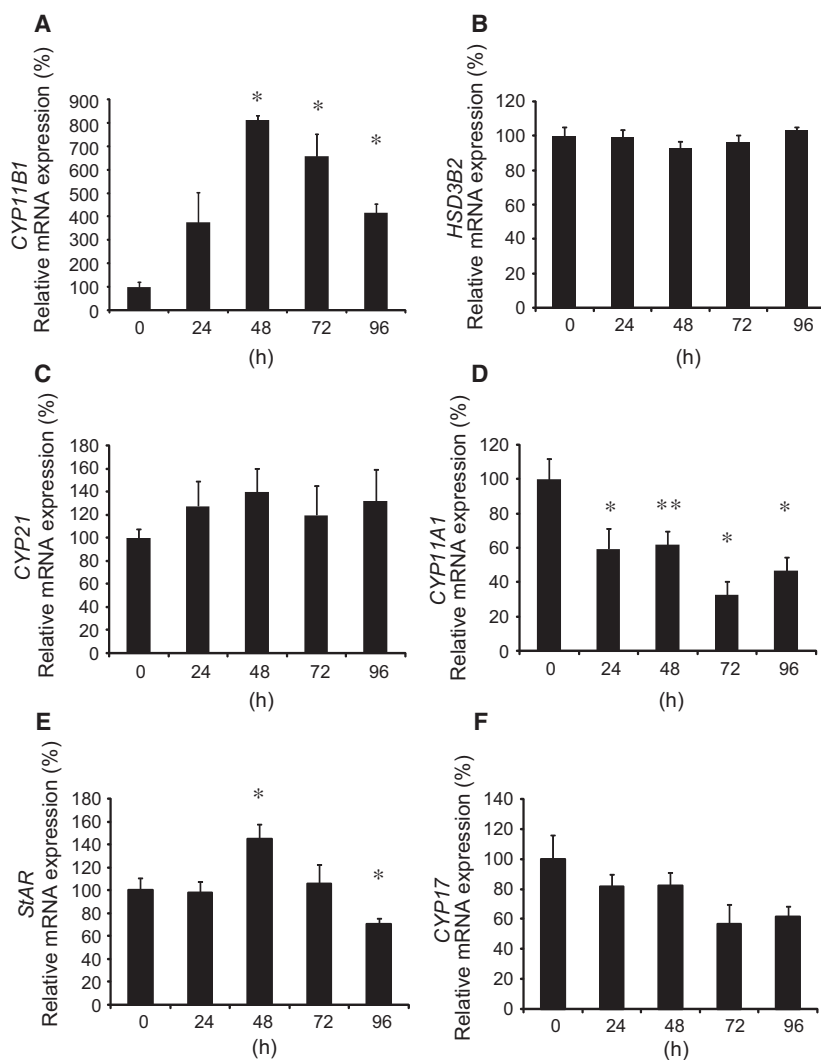 A
CYP11B1
Relative mRNA expression (%)
900
800
700
600
500
400
300
200
100
0
*
*
*
0 24 48 72 96
(h)
B
HSD3B2
Relative mRNA expression (%)
120
100
80
60
40
20
0
0 24 48 72 96
(h)
C
CYP21
Relative mRNA expression (%)
180
160
140
120
100
80
60
40
20
0
0 24 48 72 96
(h)
D
CYP11A1
Relative mRNA expression (%)
120
100
80
60
40
20
0
*
**
*
*
0 24 48 72 96
(h)
E
StAR
Relative mRNA expression (%)
180
160
140
120
100
80
60
40
20
0
*
*
0 24 48 72 96
(h)
F
CYP17
Relative mRNA expression (%)
140
120
100
80
60
40
20
0
0 24 48 72 96
(h)